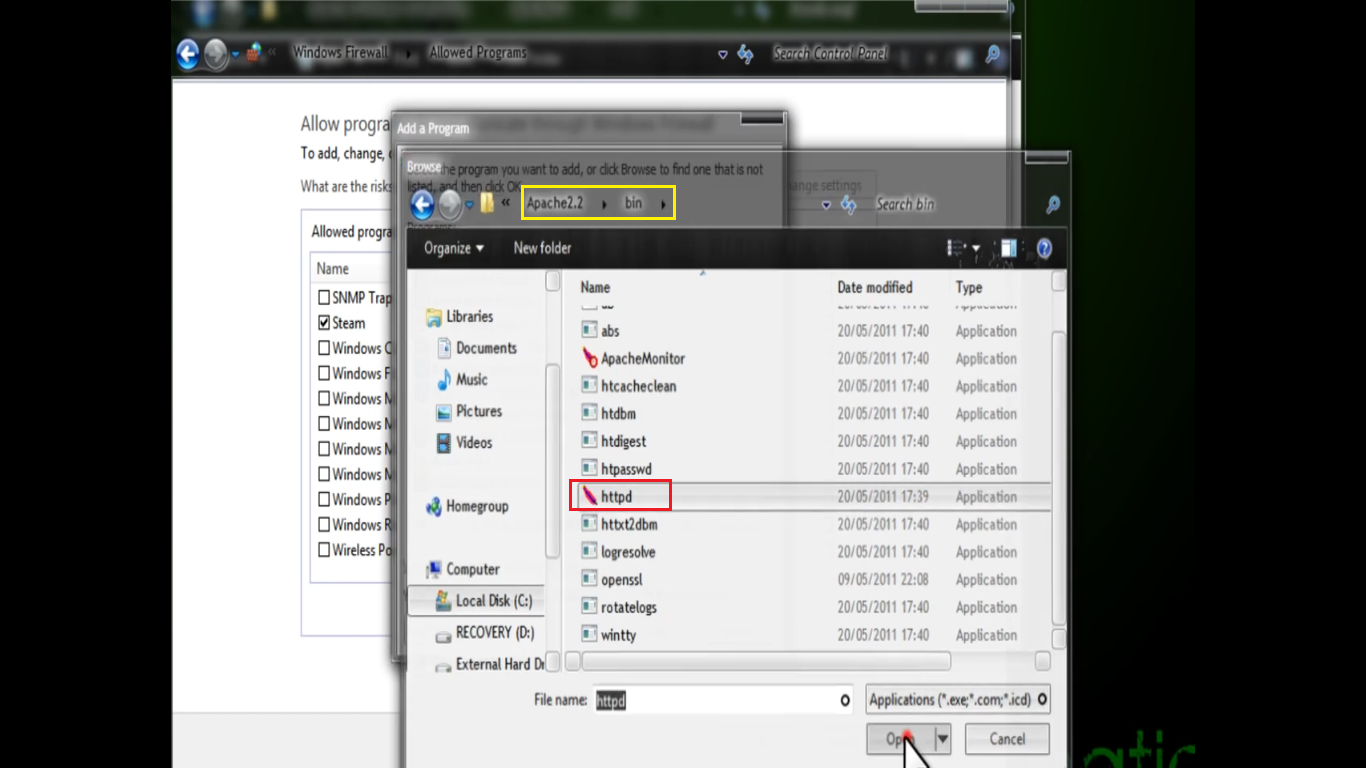 Windows Firewall Allowed Programs Search Control Panel
Allow progra
Add a Program
To add, change,
Browse the program you want to add, or click Browse to find one that is not
listed, and then click OK
What are the risks
ange settings
« Apache2.2 bin Search bin
Allowed progra
Organize New folder
Name
SNMP Trap
Steam
Windows C
Windows F
Windows M
Windows M
Windows M
Windows M
Windows P
Windows R
Wireless Po
Libraries
Documents
Music
Pictures
Videos
Homegroup
Computer
Local Disk (C:)
RECOVERY (D:)
External Hard Dr
Name Date modified Type
abs 20/05/2011 17:40 Application
ApacheMonitor 20/05/2011 17:40 Application
htcacheclean 20/05/2011 17:40 Application
htdbm 20/05/2011 17:40 Application
htdigest 20/05/2011 17:40 Application
htpasswd 20/05/2011 17:40 Application
httpd 20/05/2011 17:39 Application
httxt2dbm 20/05/2011 17:40 Application
logresolve 20/05/2011 17:40 Application
openssl 09/05/2011 22:08 Application
rotatelogs 20/05/2011 17:40 Application
wintty 20/05/2011 17:40 Application
File name: httpd Applications (*.exe;*.com;*.icd)
Open Cancel
atic